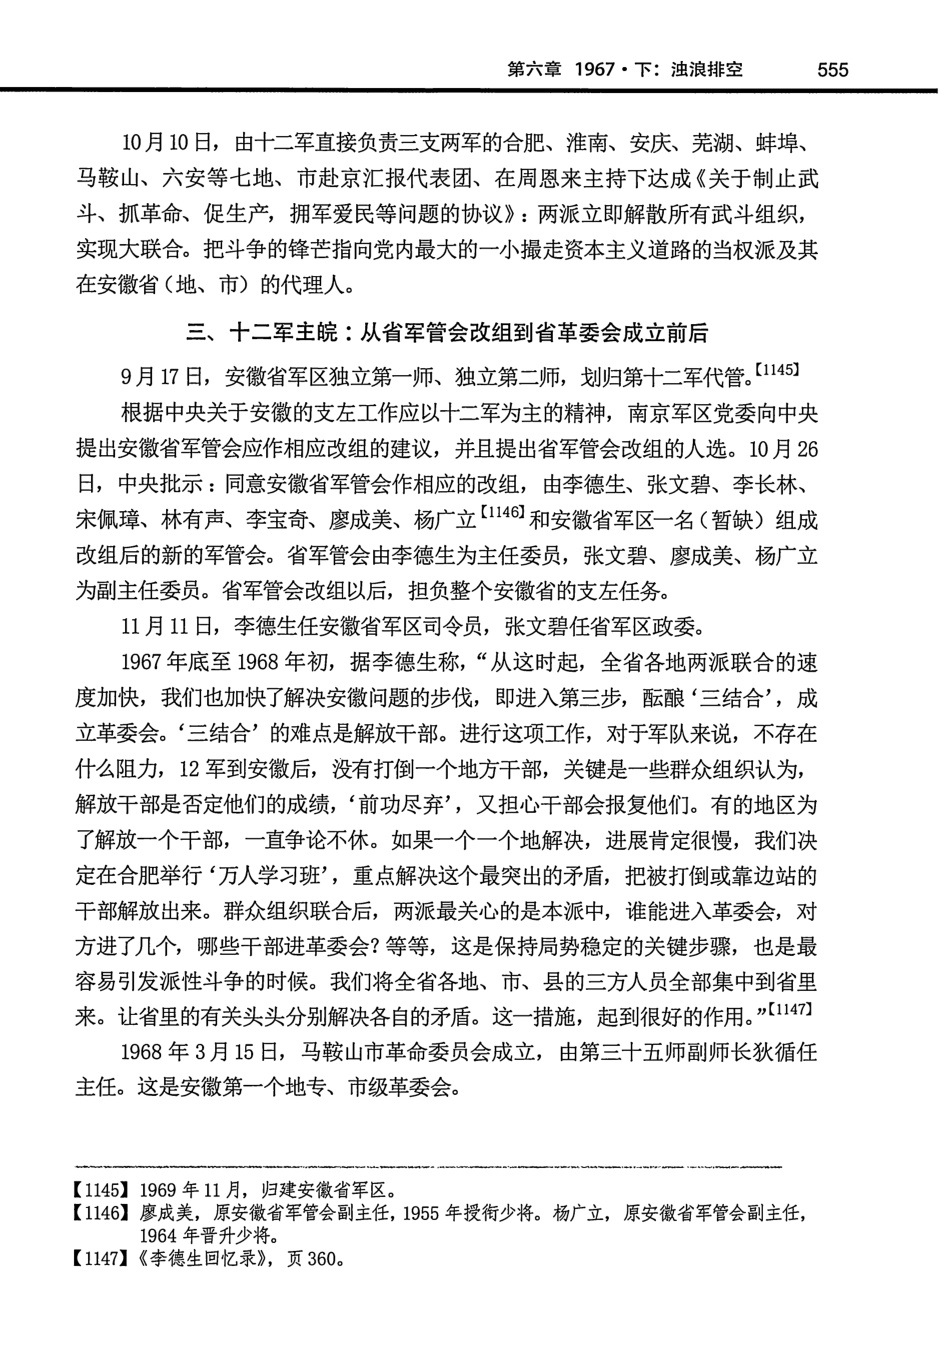 第六章 1967·下：浊浪排空 555
10月10日，由十二军直接负责三支两军的合肥、淮南、安庆、芜湖、蚌埠、
马鞍山、六安等七地、市赴京汇报代表团、在周恩来主持下达成《关于制止武
斗、抓革命、促生产，拥军爱民等问题的协议》：两派立即解散所有武斗组织，
实现大联合。把斗争的锋芒指向党内最大的一小撮走资本主义道路的当权派及其
在安徽省（地、市）的代理人。
三、十二军主皖：从省军管会改组到省革委会成立前后
9月17日，安徽省军区独立第一师、独立第二师，划归第十二军代管。【1145】
根据中央关于安徽的支左工作应以十二军为主的精神，南京军区党委向中央
提出安徽省军管会应作相应改组的建议，并且提出省军管会改组的人选。10月26
日，中央批示：同意安徽省军管会作相应的改组，由李德生、张文碧、李长林、
宋佩璋、林有声、李宝奇、廖成美、杨广立【1146】和安徽省军区一名（暂缺）组成
改组后的新的军管会。省军管会由李德生为主任委员，张文碧、廖成美、杨广立
为副主任委员。省军管会改组以后，担负整个安徽省的支左任务。
11月11日，李德生任安徽省军区司令员，张文碧任省军区政委。
1967年底至1968年初，据李德生称，“从这时起，全省各地两派联合的速
度加快，我们也加快了解决安徽问题的步伐，即进入第三步，酝酿‘三结合’，成
立革委会。‘三结合’的难点是解放干部。进行这项工作，对于军队来说，不存在
什么阻力，12军到安徽后，没有打倒一个地方干部，关键是一些群众组织认为，
解放干部是否定他们的成绩，‘前功尽弃’，又担心干部会报复他们。有的地区为
了解放一个干部，一直争论不休。如果一个一个地解决，进展肯定很慢，我们决
定在合肥举行‘万人学习班’，重点解决这个最突出的矛盾，把被打倒或靠边站的
干部解放出来。群众组织联合后，两派最关心的是本派中，谁能进入革委会，对
方进了几个，哪些干部进革委会？等等，这是保持局势稳定的关键步骤，也是最
容易引发派性斗争的时候。我们将全省各地、市、县的三方人员全部集中到省里
来。让省里的有关头头分别解决各自的矛盾。这一措施，起到很好的作用。”【1147】
1968年3月15日，马鞍山市革命委员会成立，由第三十五师副师长狄循任
主任。这是安徽第一个地专、市级革委会。
【1145】1969年11月，归建安徽省军区。
【1146】廖成美，原安徽省军管会副主任，1955年授衔少将。杨广立，原安徽省军管会副主任，
1964年晋升少将。
【1147】《李德生回忆录》，页360。